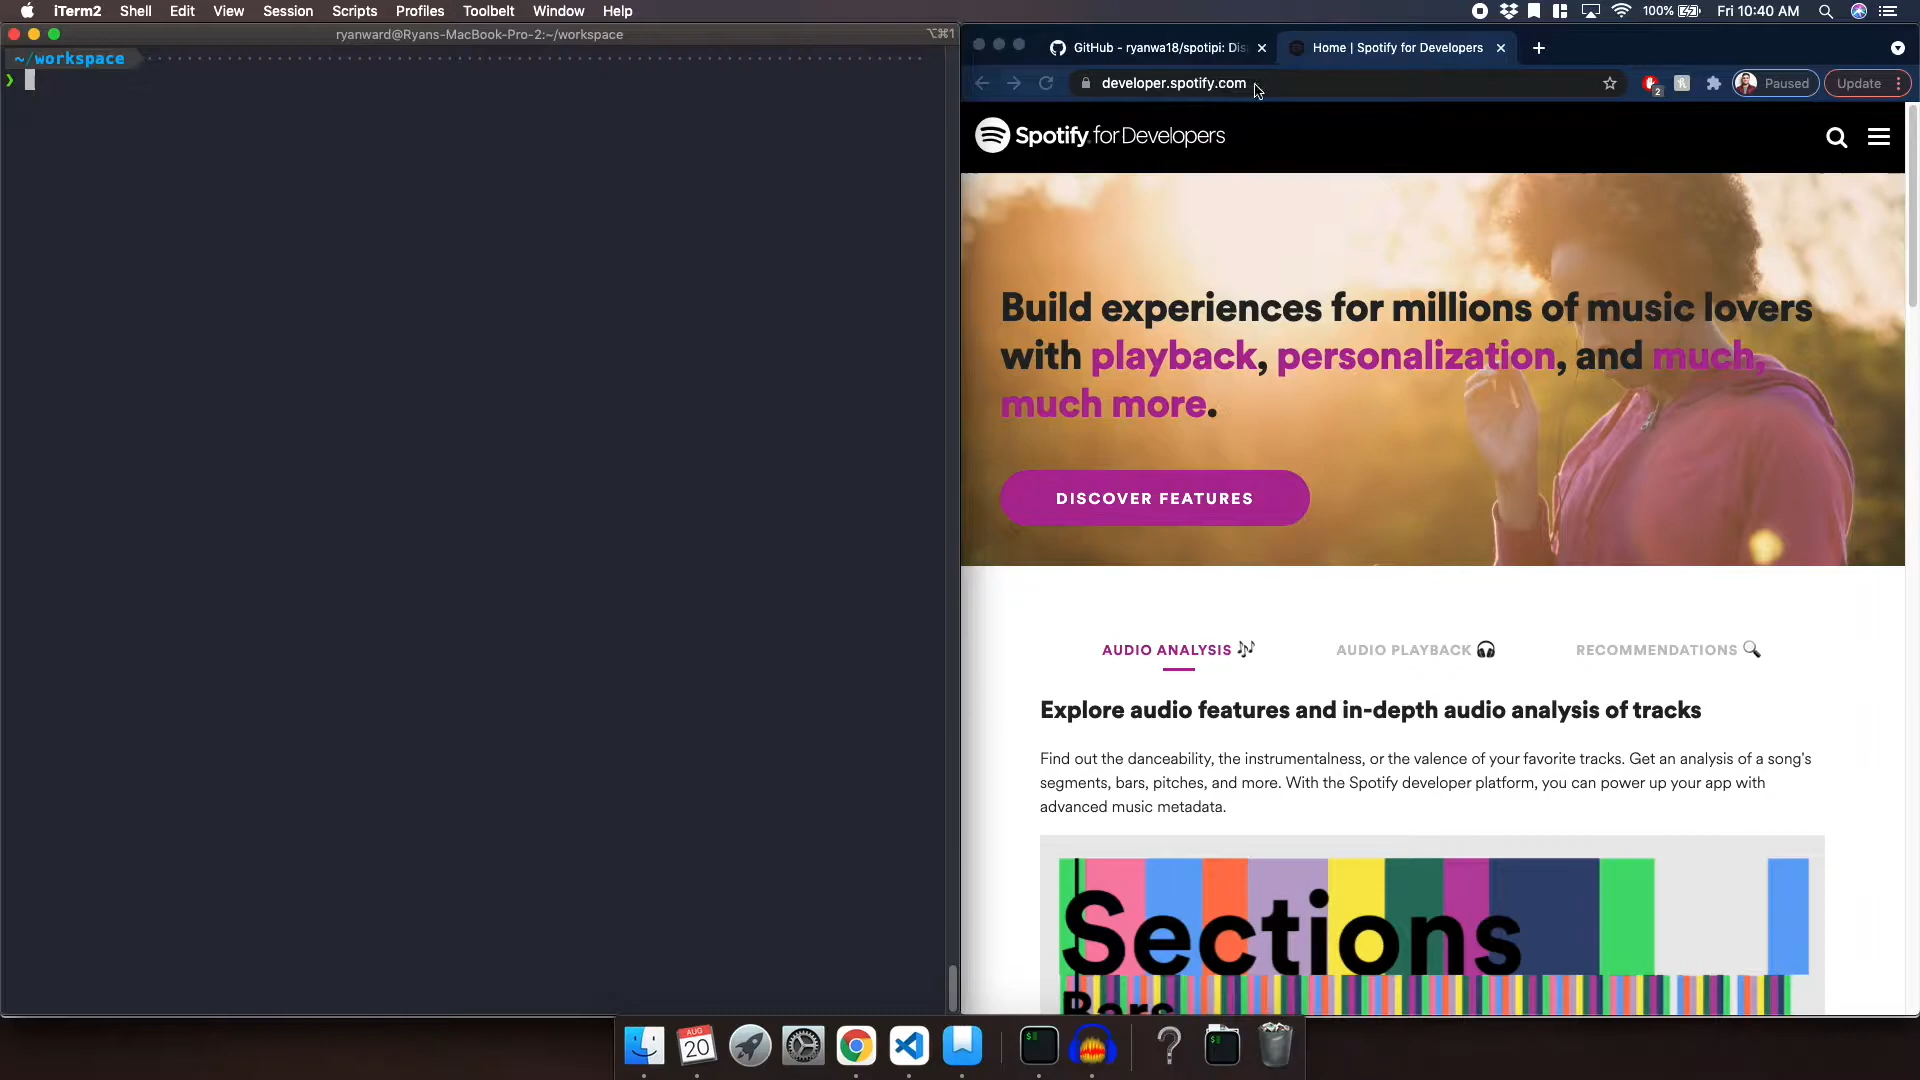 iTerm2 Shell Edit View Session Scripts Profiles Toolbelt Window Help
100% Fri 10:40 AM
ryanward@Ryans-MacBook-Pro-2:~/workspace
⌥⌘1
~/workspace
❯
GitHub - ryanwa18/spotipi: Dis
Home | Spotify for Developers
developer.spotify.com
2
Paused
Update
Spotify for Developers
Build experiences for millions of music lovers
with playback, personalization, and much,
much more.
DISCOVER FEATURES
AUDIO ANALYSIS 🎶 AUDIO PLAYBACK 🎧 RECOMMENDATIONS 🔍
Explore audio features and in-depth audio analysis of tracks
Find out the danceability, the instrumentalness, or the valence of your favorite tracks. Get an analysis of a song's
segments, bars, pitches, and more. With the Spotify developer platform, you can power up your app with
advanced music metadata.
Sections
Bars
AUG
20
$
?
$